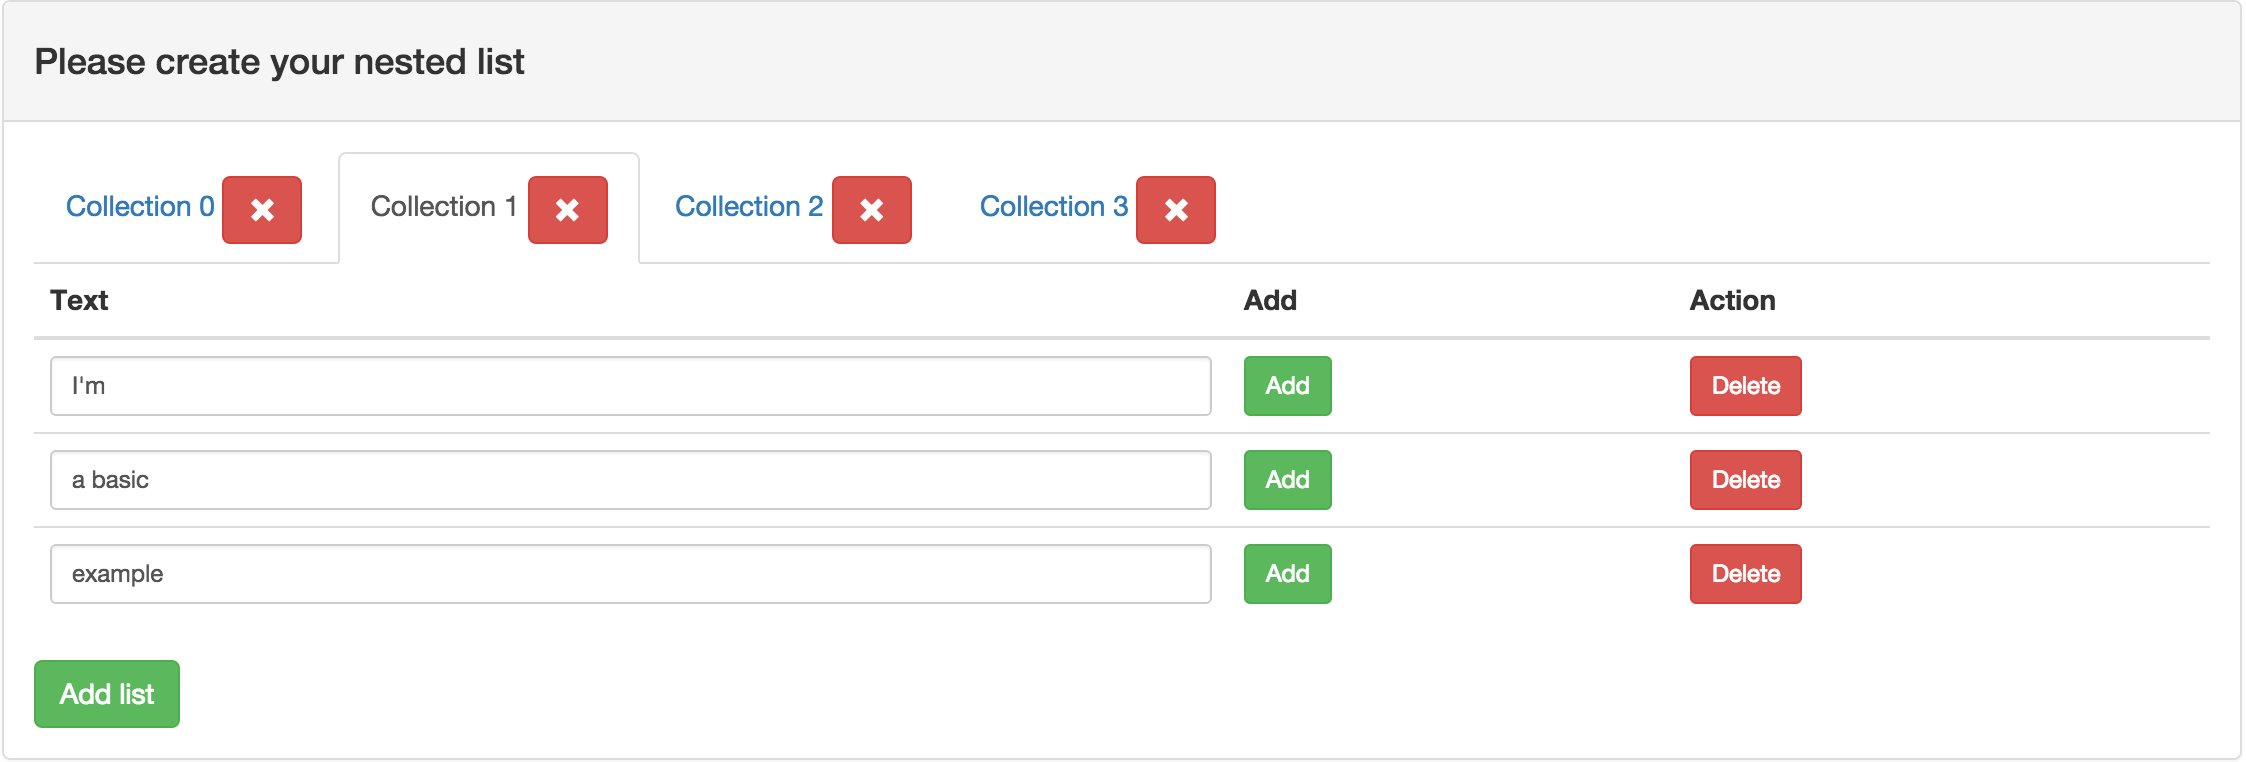 Please create your nested list
Collection 0 Collection 1 Collection 2 Collection 3
Text Add Action
I'm Add Delete
a basic Add Delete
example Add Delete
Add list